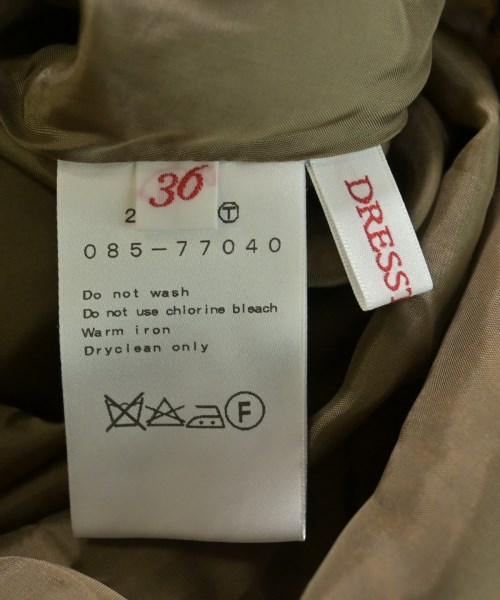 36
2 T
085-77040
Do not wash
Do not use chlorine bleach
Warm iron
Dryclean only
F
DRESST